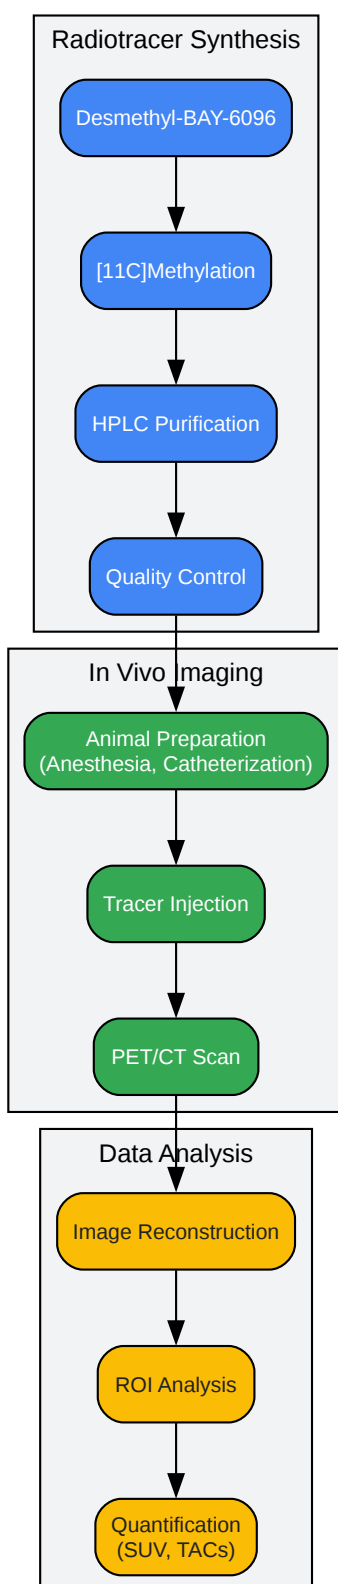 Radiotracer Synthesis
Desmethyl-BAY-6096
[11C]Methylation
HPLC Purification
Quality Control
In Vivo Imaging
Animal Preparation
(Anesthesia, Catheterization)
Tracer Injection
PET/CT Scan
Data Analysis
Image Reconstruction
ROI Analysis
Quantification
(SUV, TACs)